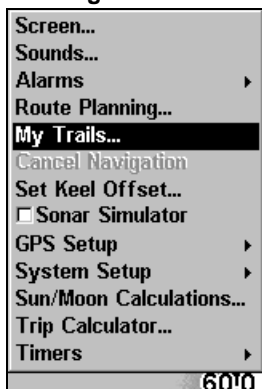 Screen...
Sounds...
Alarms
Route Planning...
My Trails...
Cancel Navigation
Set Keel Offset...
Sonar Simulator
GPS Setup
System Setup
Sun/Moon Calculations...
Trip Calculator...
Timers